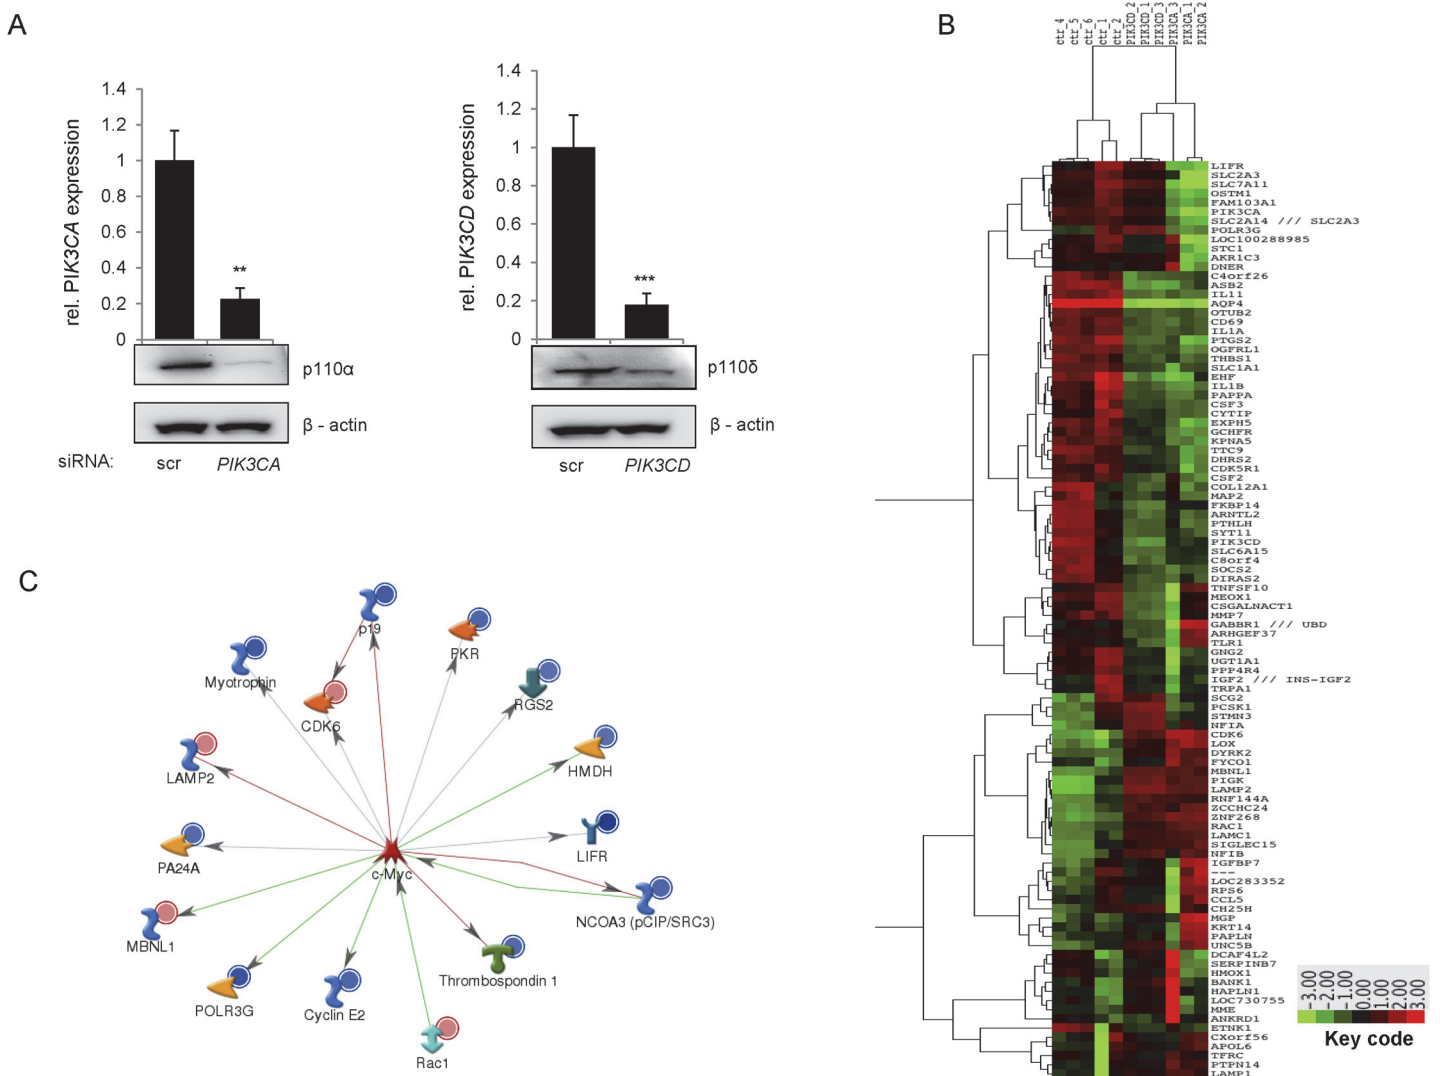 A
1.4
1.2
1
0.8
0.6
0.4
0.2
0
rel. PIK3CA expression
**
p110α
β - actin
siRNA:
scr
PIK3CA
1.4
1.2
1
0.8
0.6
0.4
0.2
0
rel. PIK3CD expression
***
p110δ
β - actin
scr
PIK3CD
B
ctr_4
ctr_5
ctr_6
ctr_1
ctr_2
PIK3CD_2
PIK3CD_1
PIK3CD_3
PIK3CA_3
PIK3CA_1
PIK3CA_2
LIFR
SLC2A3
SLC7A11
OSTM1
FAM103A1
PIK3CA
SLC2A14 /// SLC2A3
POLR3G
LOC100288985
STC1
AKR1C3
DNER
C4orf26
ASB2
IL11
AQP4
OTUB2
CD69
IL1A
PTGS2
OGFRL1
THBS1
SLC1A1
EHF
IL1B
PAPPA
CSF3
CYTIP
EXPH5
GCHFR
KPNA5
TTC9
DHRS2
CDK5R1
CSF2
COL12A1
MAP2
FKBP14
ARNTL2
PTHLH
SYT11
PIK3CD
SLC6A15
C8orf4
SOCS2
DIRAS2
TNFSF10
MEOX1
CSGALNACT1
MMP7
GABBR1 /// UBD
ARHGEF37
TLR1
GNG2
UGT1A1
PPP4R4
IGF2 /// INS-IGF2
TRPA1
SCG2
PCSK1
STMN3
NFIA
CDK6
LOX
DYRK2
FYCO1
MBNL1
PIGK
LAMP2
RNF144A
ZCCHC24
ZNF268
RAC1
LAMC1
SIGLEC15
NFIB
IGFBP7
---
LOC283352
RPS6
CCL5
CH25H
MGP
KRT14
PAPLN
UNC5B
DCAF4L2
SERPINB7
HMOX1
BANK1
HAPLN1
LOC730755
MME
ANKRD1
ETNK1
CXorf56
APOL6
TFRC
PTPN14
LAMP1
-3.00
-2.00
-1.00
0.00
1.00
2.00
3.00
Key code
C
p19
PKR
Myotrophin
CDK6
RGS2
LAMP2
HMDH
PA24A
LIFR
c-Myc
NCOA3 (pCIP/SRC3)
MBNL1
Thrombospondin 1
POLR3G
Cyclin E2
Rac1